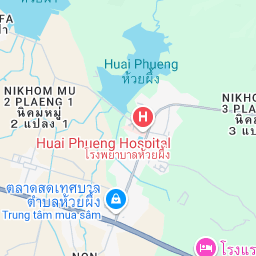 FA
Huai Phueng
ห้วยผึ้ง
NIKHOM MU
2 PLAENG 1
นิคมหมู่
2 แปลง 1
NIKHO
3 PLA
นิคม
3 แ
H
Huai Phueng Hospital
โรงพยาบาลห้วยผึ้ง
ตลาดสดเทศบาล
ตำบลห้วยผึ้ง
Trung tâm mua sắm
NON
โรงแร